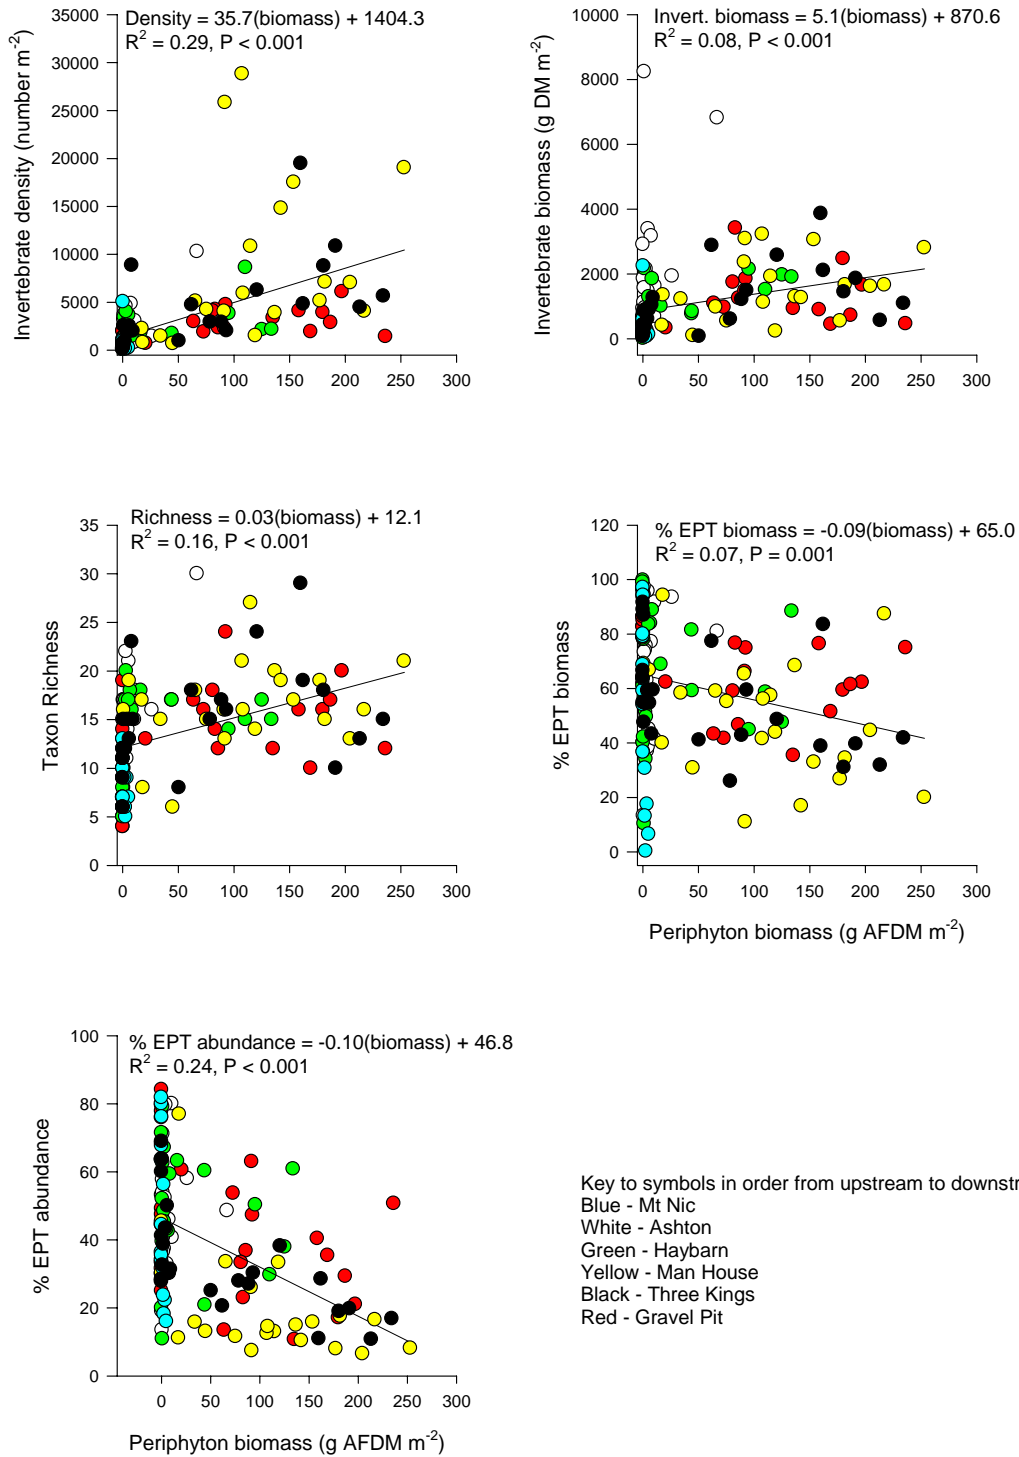 Density = 35.7(biomass) + 1404.3
R² = 0.29, P < 0.001
Invertebrate density (number m⁻²)
35000
30000
25000
20000
15000
10000
5000
0
0 50 100 150 200 250 300
Invert. biomass = 5.1(biomass) + 870.6
R² = 0.08, P < 0.001
Invertebrate biomass (g DM m⁻²)
10000
8000
6000
4000
2000
0
0 50 100 150 200 250 300
Richness = 0.03(biomass) + 12.1
R² = 0.16, P < 0.001
Taxon Richness
35
30
25
20
15
10
5
0
0 50 100 150 200 250 300
% EPT biomass = -0.09(biomass) + 65.0
R² = 0.07, P = 0.001
% EPT biomass
120
100
80
60
40
20
0
0 50 100 150 200 250 300
Periphyton biomass (g AFDM m⁻²)
% EPT abundance = -0.10(biomass) + 46.8
R² = 0.24, P < 0.001
% EPT abundance
100
80
60
40
20
0
0 50 100 150 200 250 300
Periphyton biomass (g AFDM m⁻²)
Key to symbols in order from upstream to downstr
Blue - Mt Nic
White - Ashton
Green - Haybarn
Yellow - Man House
Black - Three Kings
Red - Gravel Pit